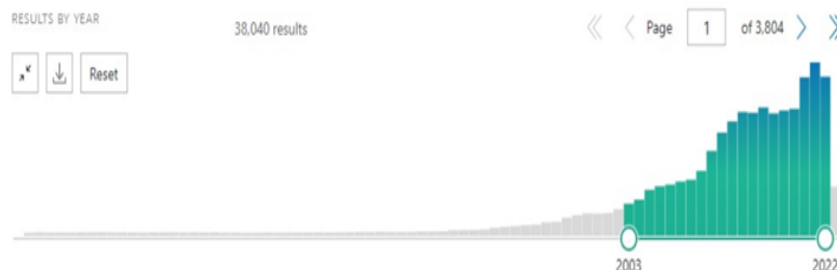 RESULTS BY YEAR
38,040 results
Page 1 of 3,804
Reset
2003
2022